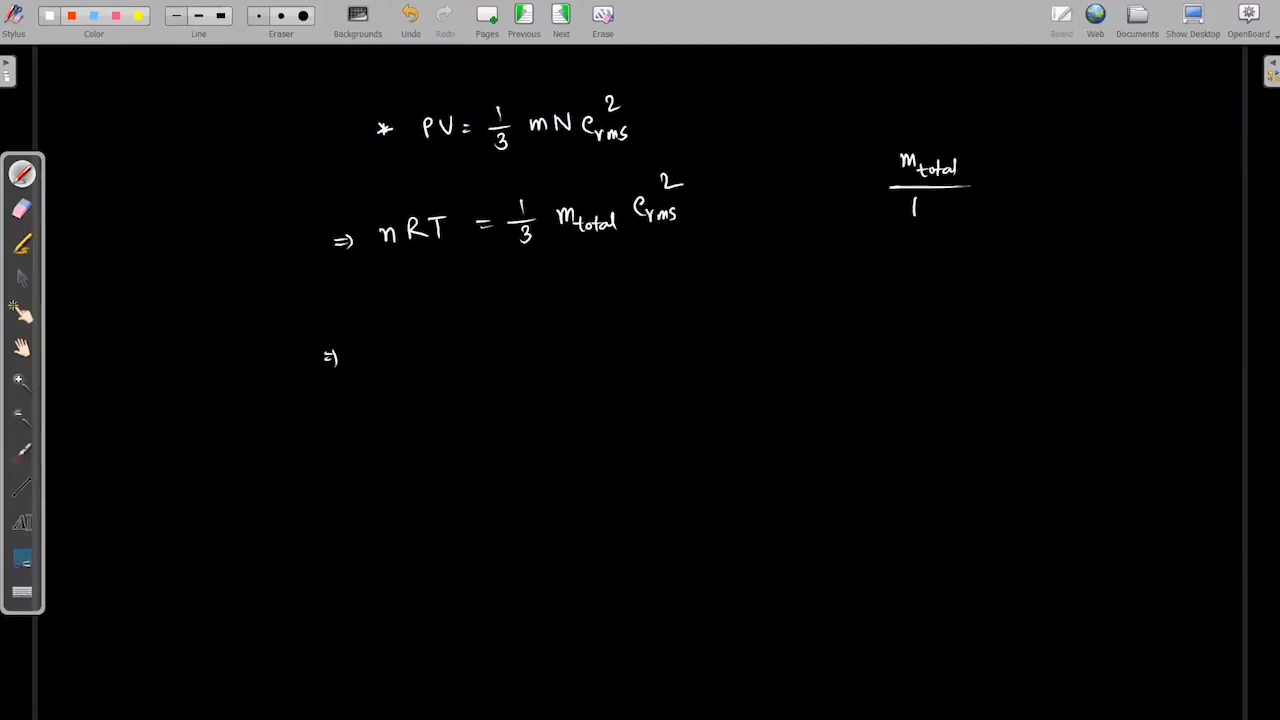 Stylus Color Line Eraser Backgrounds Undo Redo Pages Previous Next Erase Board Web Documents Show Desktop OpenBoard
* PV = 1/3 mN C_rms^2
m_total / 1
⇒ nRT = 1/3 m_total C_rms^2
⇒